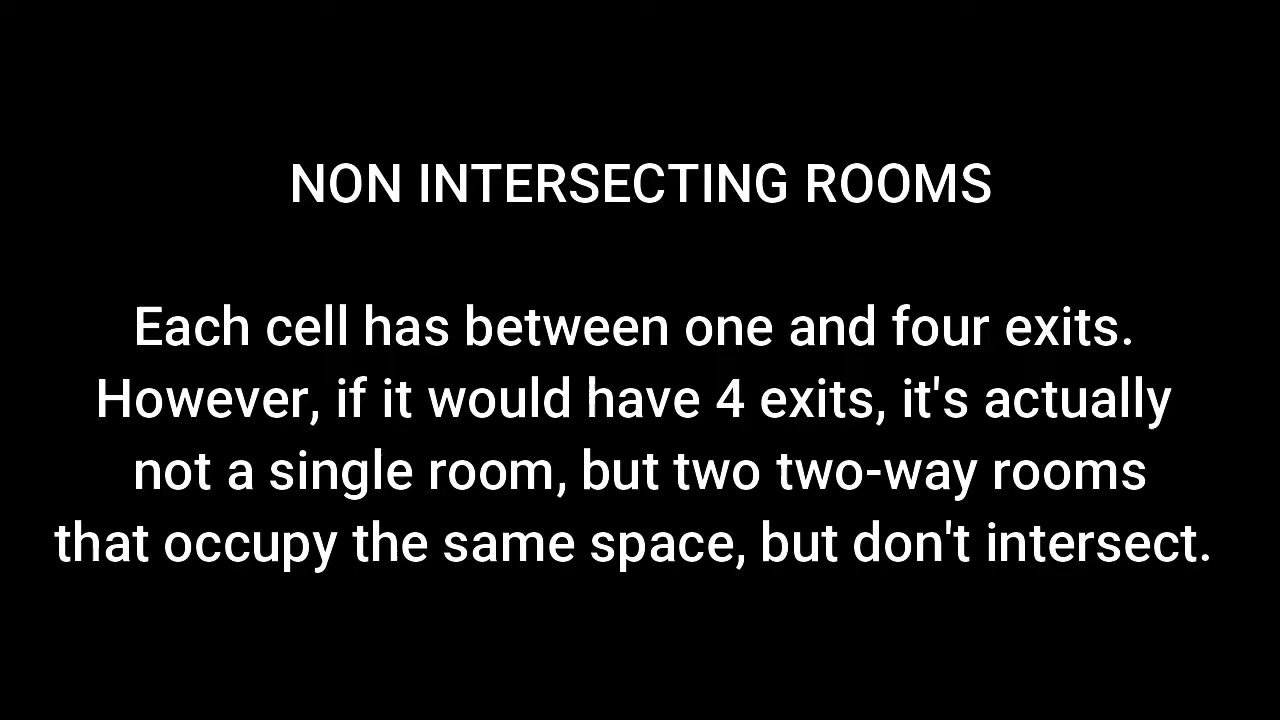 NON INTERSECTING ROOMS
Each cell has between one and four exits.
However, if it would have 4 exits, it's actually
not a single room, but two two-way rooms
that occupy the same space, but don't intersect.